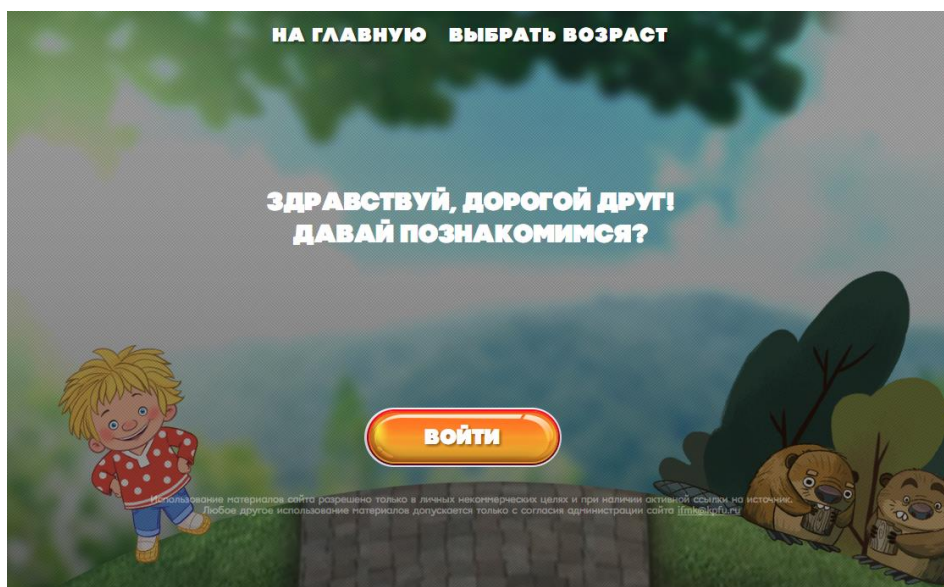 НА ГЛАВНУЮ ВЫБРАТЬ ВОЗРАСТ
ЗДРАВСТВУЙ, ДОРОГОЙ ДРУГ!
ДАВАЙ ПОЗНАКОМИМСЯ?
ВОЙТИ
Использование материалов сайта разрешено только в личных некоммерческих целях и при наличии активной ссылки на источник.
Любое другое использование материалов допускается только с согласия администрации сайта ifmk@kpfu.ru